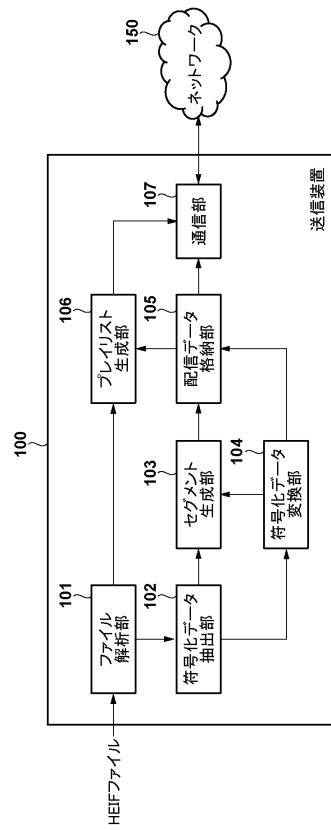 100
HEIFファイル
101
ファイル
解析部
106
プレイリスト
生成部
102
符号化データ
抽出部
103
セグメント
生成部
105
配信データ
格納部
107
通信部
150
ネットワーク
104
符号化データ
変換部
送信装置